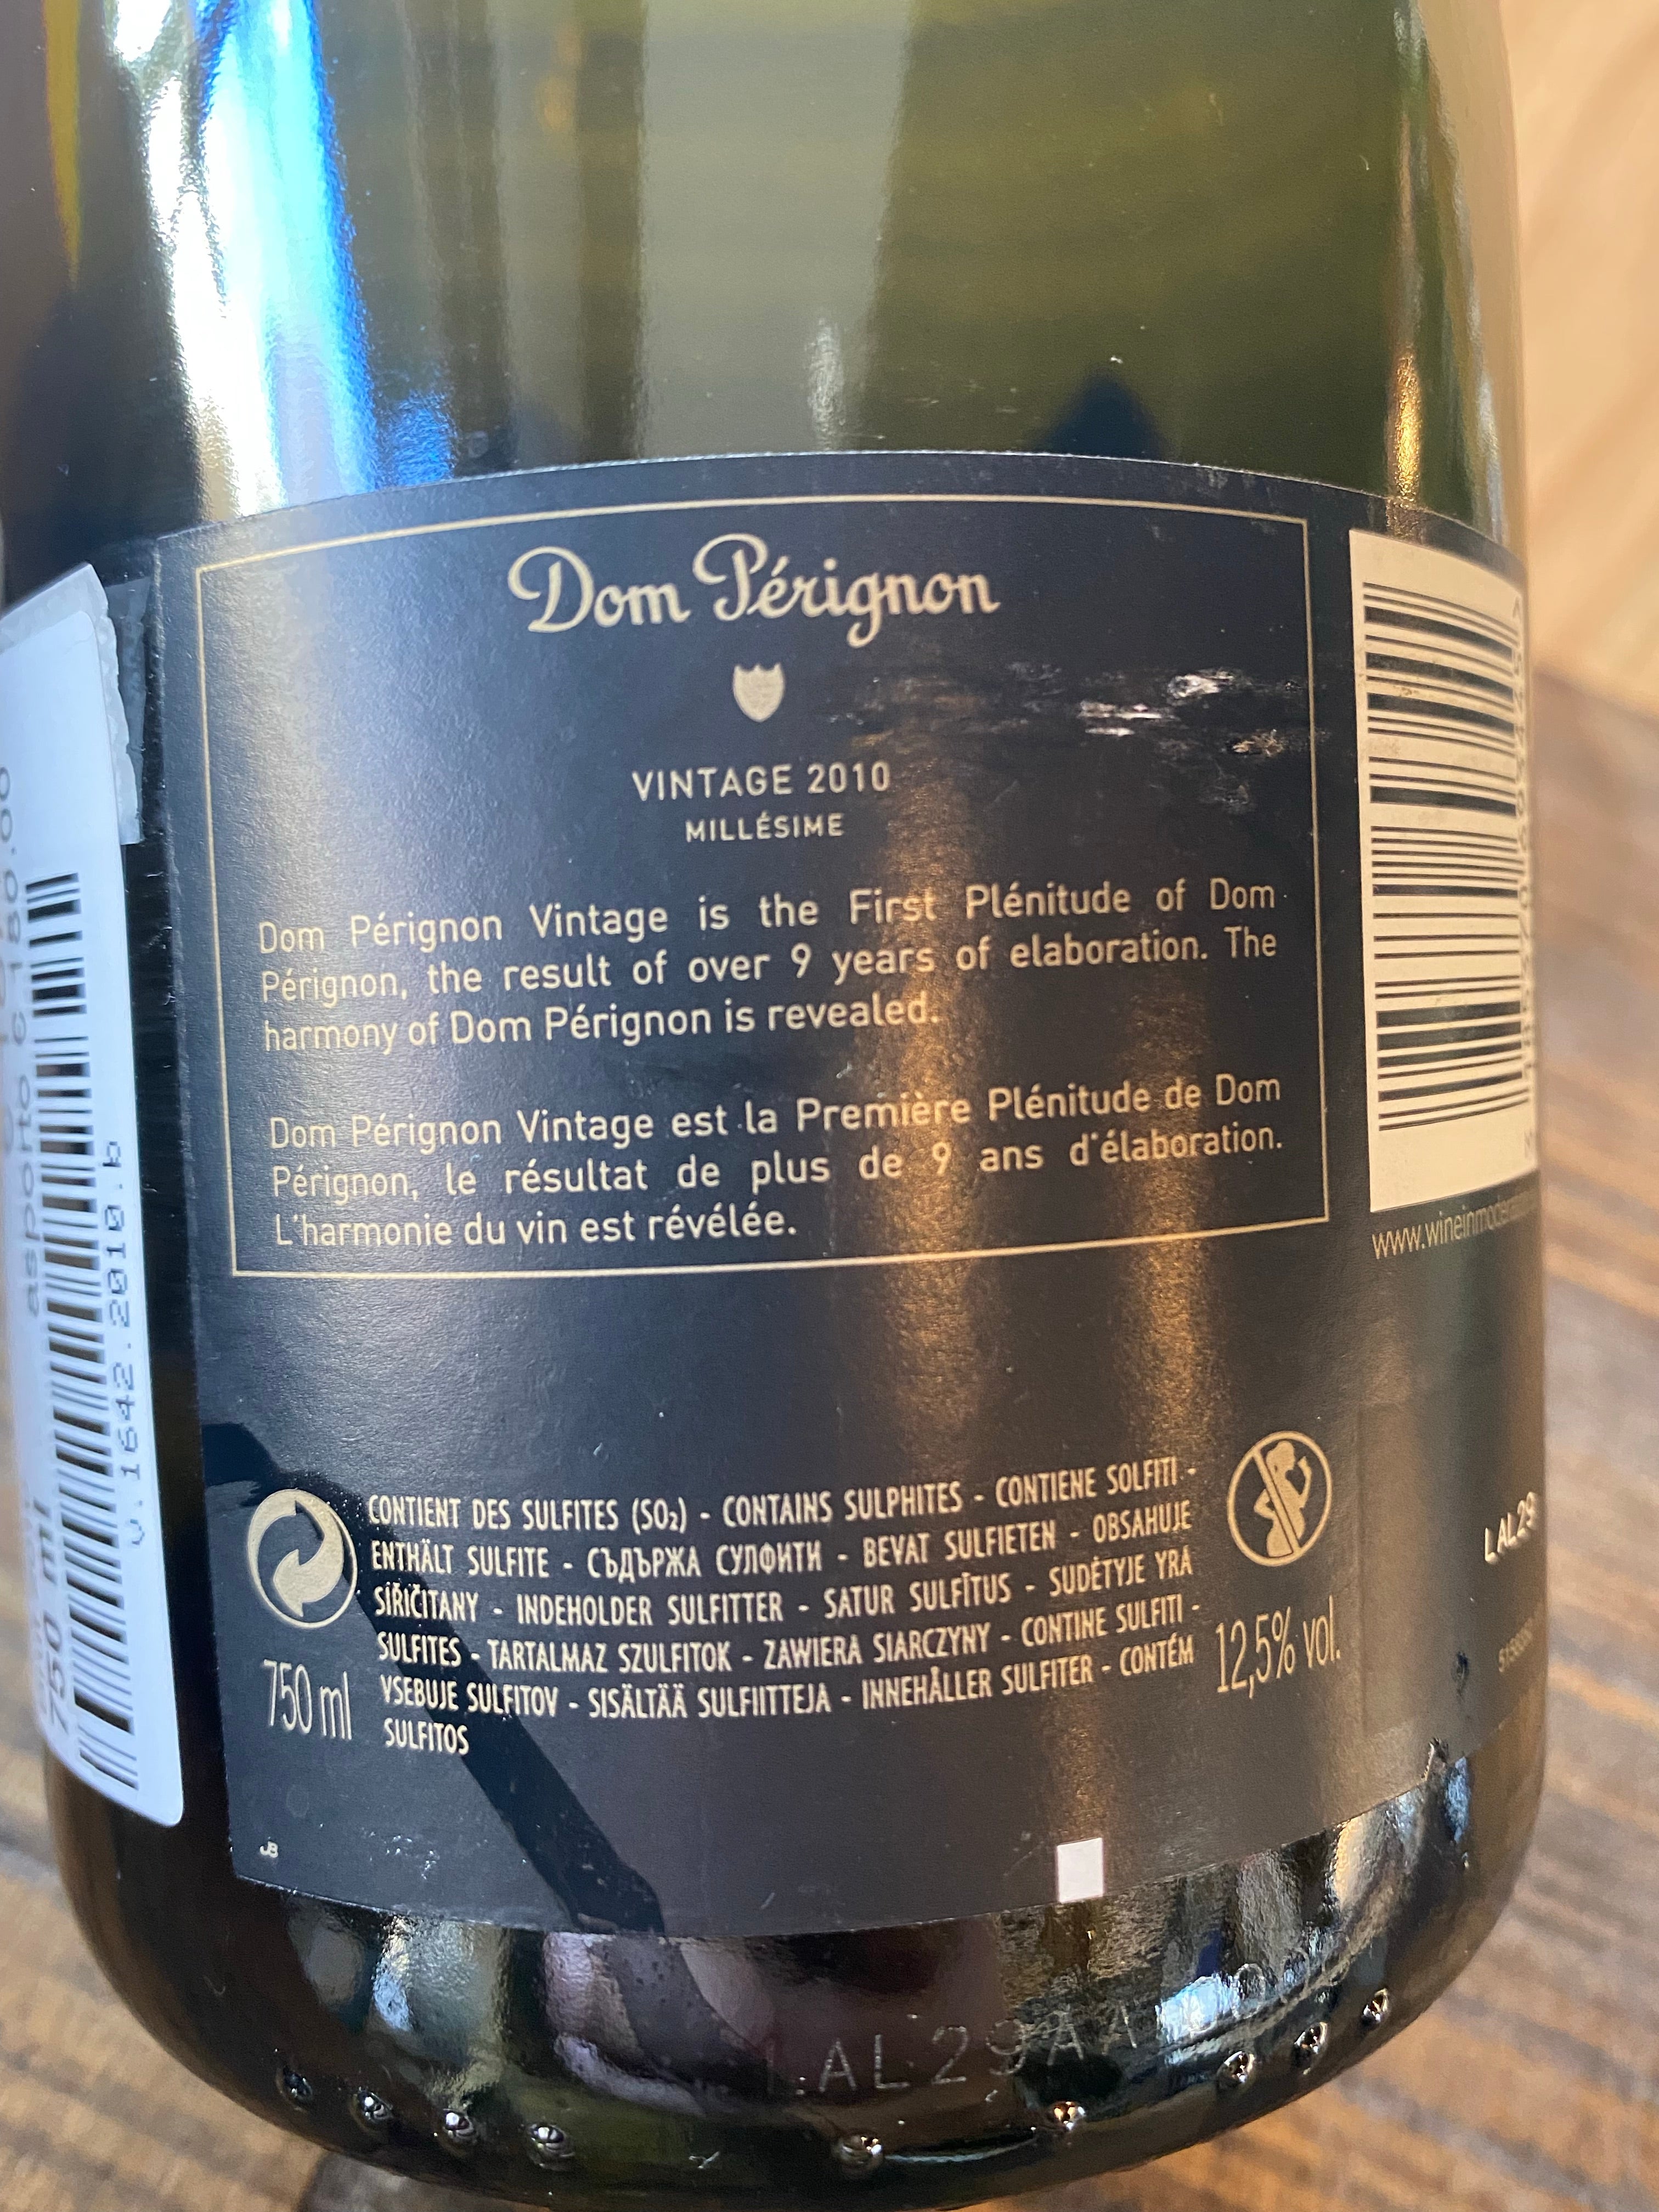 Dom Pérignon
VINTAGE 2010
MILLÉSIME
Dom Pérignon Vintage is the First Plénitude of Dom
Pérignon, the result of over 9 years of elaboration. The
harmony of Dom Pérignon is revealed.
Dom Pérignon Vintage est la Première Plénitude de Dom
Pérignon, le résultat de plus de 9 ans d'élaboration.
L'harmonie du vin est révélée.
CONTIENT DES SULFITES (SO₂) - CONTAINS SULPHITES - CONTIENE SOLFITI -
ENTHÄLT SULFITE - СЪДЪРЖА СУЛФИТИ - BEVAT SULFIETEN - OBSAHUJE
SIŘIČITANY - INDEHOLDER SULFITTER - SATUR SULFĪTUS - SUDĖTYJE YRA
SULFITES - TARTALMAZ SZULFITOK - ZAWIERA SIARCZYNY - CONTINE SULFITI -
VSEBUJE SULFITOV - SISÄLTÄÄ SULFIITTEJA - INNEHÅLLER SULFITER - CONTÉM
SULFITOS
750 ml
12,5% vol.
JB
asporto € 180.00
v.1642.2010.b
750 ml
LAL29
LAL29AA